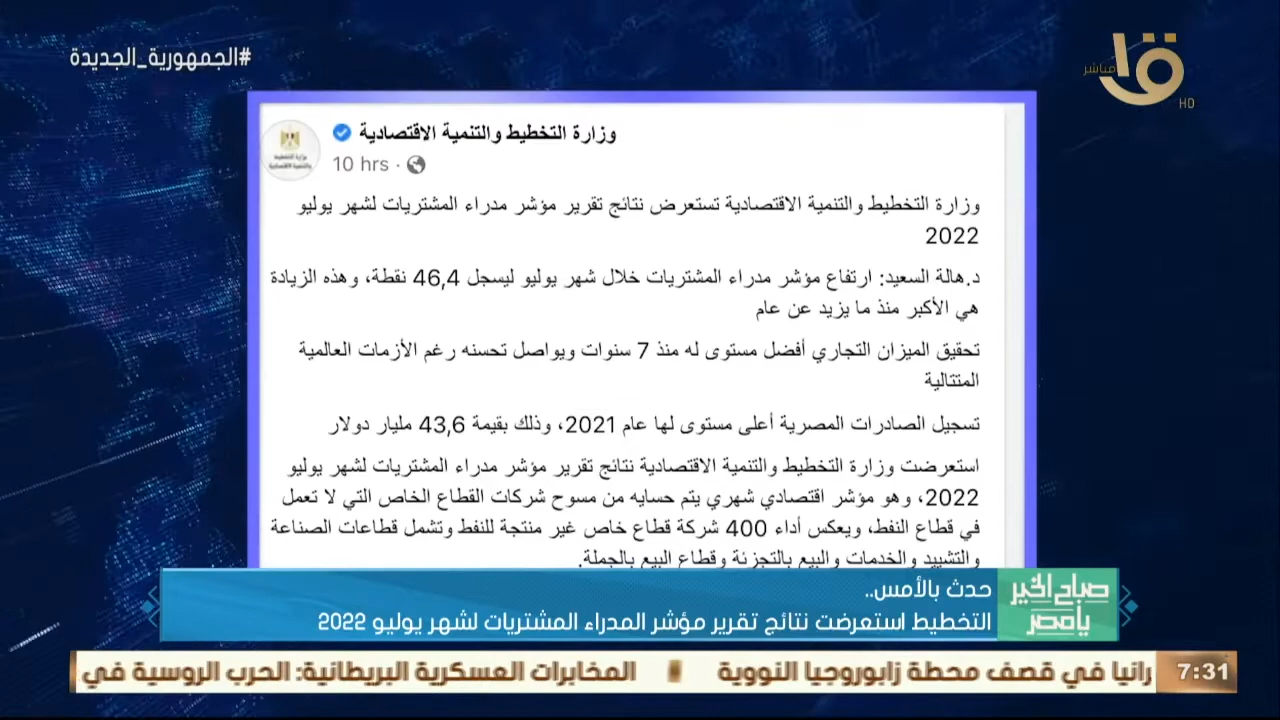 #الجمهورية_الجديدة
مباشر
HD
وزارة التخطيط والتنمية الاقتصادية
10 hrs ·
وزارة التخطيط والتنمية الاقتصادية تستعرض نتائج تقرير مؤشر مدراء المشتريات لشهر يوليو
2022
د.هالة السعيد: ارتفاع مؤشر مدراء المشتريات خلال شهر يوليو ليسجل 46,4 نقطة، وهذه الزيادة
هي الأكبر منذ ما يزيد عن عام
تحقيق الميزان التجاري أفضل مستوى له منذ 7 سنوات ويواصل تحسنه رغم الأزمات العالمية
المتتالية
تسجيل الصادرات المصرية أعلى مستوى لها عام 2021، وذلك بقيمة 43,6 مليار دولار
استعرضت وزارة التخطيط والتنمية الاقتصادية نتائج تقرير مؤشر مدراء المشتريات لشهر يوليو
2022، وهو مؤشر اقتصادي شهري يتم حسايه من مسوح شركات القطاع الخاص التي لا تعمل
في قطاع النفط، ويعكس أداء 400 شركة قطاع خاص غير منتجة للنفط وتشمل قطاعات الصناعة
والتشييد والخدمات والبيع بالتجزئة وقطاع البيع بالجملة.
صباح الخير
يا مصر
حدث بالأمس..
التخطيط استعرضت نتائج تقرير مؤشر المدراء المشتريات لشهر يوليو 2022
7:31
رانيا في قصف محطة زابوروجيا النووية
المخابرات العسكرية البريطانية: الحرب الروسية في